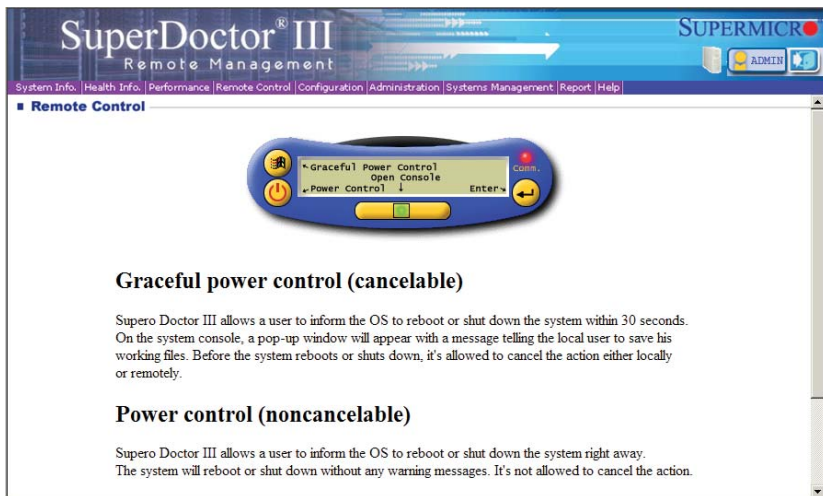 SuperDoctor® III
Remote Management
SUPERMICR
ADMIN
System Info. Health Info. Performance Remote Control Configuration Administration Systems Management Report Help
Remote Control
Graceful Power Control
Open Console
Power Control Enter
Comm.
Graceful power control (cancelable)
Supero Doctor III allows a user to inform the OS to reboot or shut down the system within 30 seconds.
On the system console, a pop-up window will appear with a message telling the local user to save his
working files. Before the system reboots or shuts down, it's allowed to cancel the action either locally
or remotely.
Power control (noncancelable)
Supero Doctor III allows a user to inform the OS to reboot or shut down the system right away.
The system will reboot or shut down without any warning messages. It's not allowed to cancel the action.